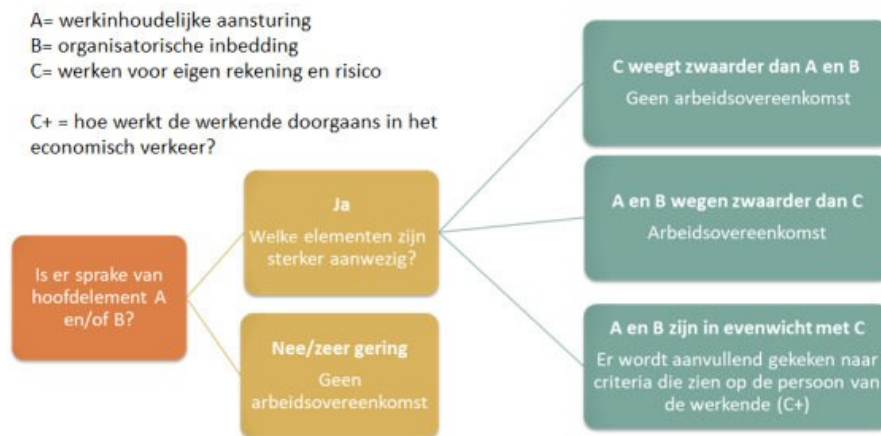 A= werkinhoudelijke aansturing
B= organisatorische inbedding
C= werken voor eigen rekening en risico
C+ = hoe werkt de werkende doorgaans in het
economisch verkeer?
Is er sprake van
hoofdelement A
en/of B?
Ja
Welke elementen zijn
sterker aanwezig?
Nee/zeer gering
Geen
arbeidsovereenkomst
C weegt zwaarder dan A en B
Geen arbeidsovereenkomst
A en B wegen zwaarder dan C
Arbeidsovereenkomst
A en B zijn in evenwicht met C
Er wordt aanvullend gekeken naar
criteria die zien op de persoon van
de werkende (C+)